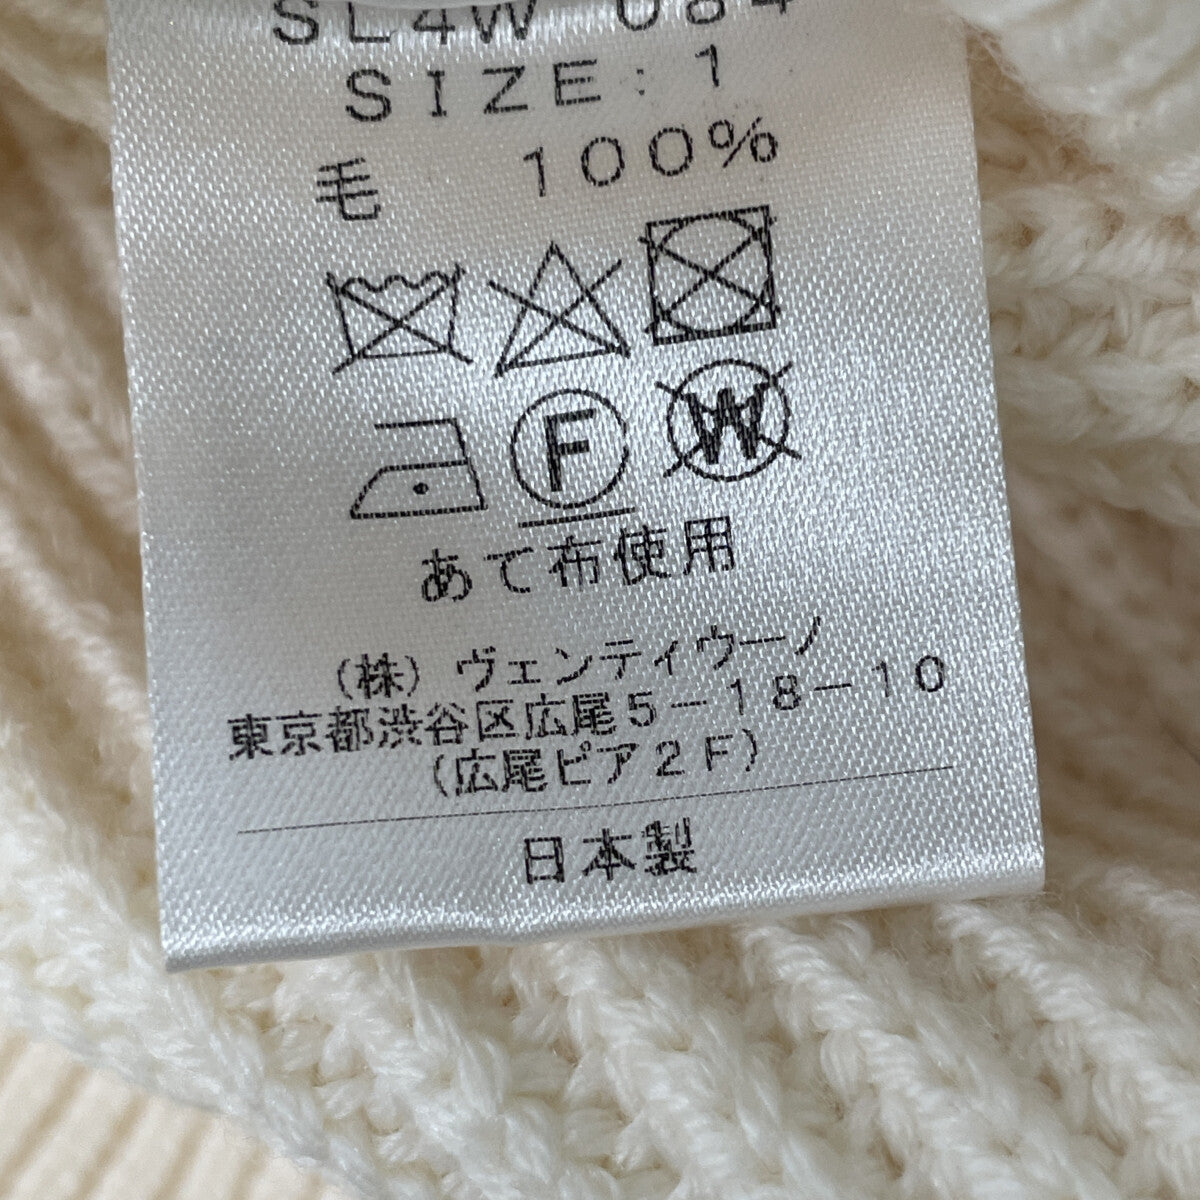 SL4W 084
SIZE: 1
毛 100%
F W
あて布使用
(株) ヴェンティウーノ
東京都渋谷区広尾5-18-10
(広尾ピア2F)
日本製